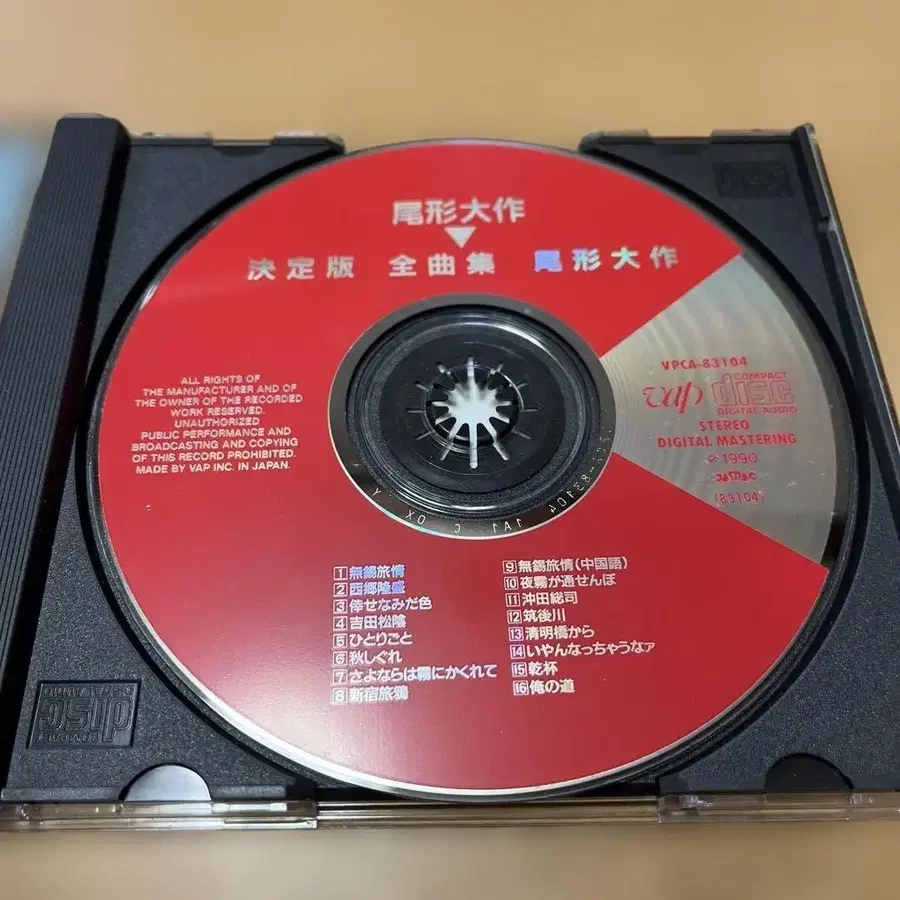 尾形大作
決定版 全曲集 尾形大作
ALL RIGHTS OF
THE MANUFACTURER AND OF
THE OWNER OF THE RECORDED
WORK RESERVED.
UNAUTHORIZED
PUBLIC PERFORMANCE AND
BROADCASTING AND COPYING
OF THIS RECORD PROHIBITED.
MADE BY VAP INC. IN JAPAN.
VPCA-83104
vap
COMPACT
disc
DIGITAL AUDIO
STEREO
DIGITAL MASTERING
℗ 1990
JASRAC
(83104)
1 無錫旅情
2 西郷隆盛
3 倖せなみだ色
4 吉田松陰
5 ひとりごと
6 秋しぐれ
7 さよならは霧にかくれて
8 新宿旅鴉
9 無錫旅情(中国語)
10 夜霧が通せんぼ
11 沖田総司
12 筑後川
13 清明橋から
14 いやんなっちゃうなァ
15 乾杯
16 俺の道